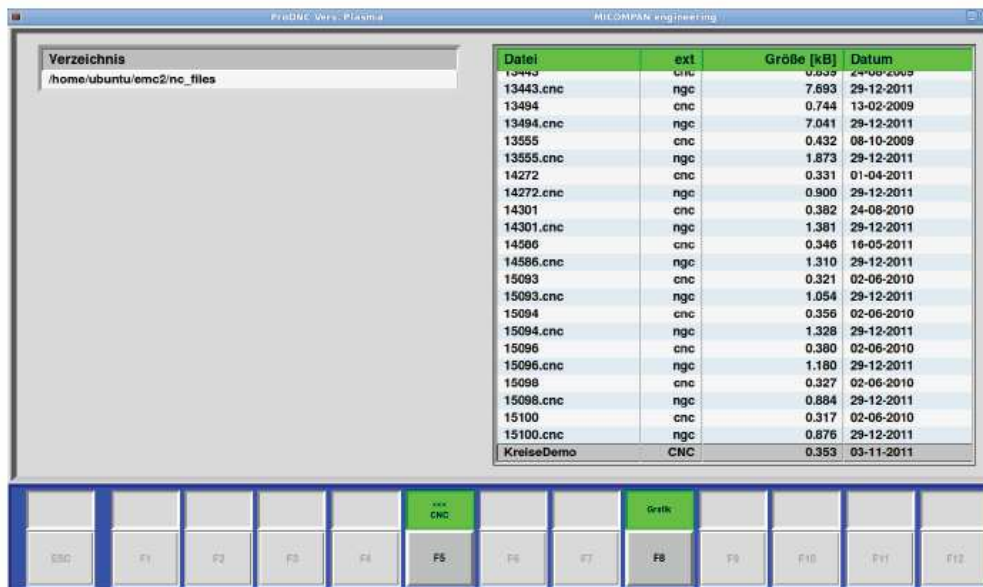 ProDNC Vers. Plasma MICOMPAN engineering
Verzeichnis
/home/ubuntu/emc2/nc_files
Datei ext Größe [kB] Datum
13443 cnc 0.839 24-08-2009
13443.cnc ngc 7.693 29-12-2011
13494 cnc 0.744 13-02-2009
13494.cnc ngc 7.041 29-12-2011
13555 cnc 0.432 08-10-2009
13555.cnc ngc 1.873 29-12-2011
14272 cnc 0.331 01-04-2011
14272.cnc ngc 0.900 29-12-2011
14301 cnc 0.382 24-08-2010
14301.cnc ngc 1.381 29-12-2011
14586 cnc 0.346 16-05-2011
14586.cnc ngc 1.310 29-12-2011
15093 cnc 0.321 02-06-2010
15093.cnc ngc 1.054 29-12-2011
15094 cnc 0.356 02-06-2010
15094.cnc ngc 1.328 29-12-2011
15096 cnc 0.380 02-06-2010
15096.cnc ngc 1.180 29-12-2011
15098 cnc 0.327 02-06-2010
15098.cnc ngc 0.884 29-12-2011
15100 cnc 0.317 02-06-2010
15100.cnc ngc 0.876 29-12-2011
KreiseDemo CNC 0.353 03-11-2011
<<<
CNC
Grafik
ESC F1 F2 F3 F4 F5 F6 F7 F8 F9 F10 F11 F12